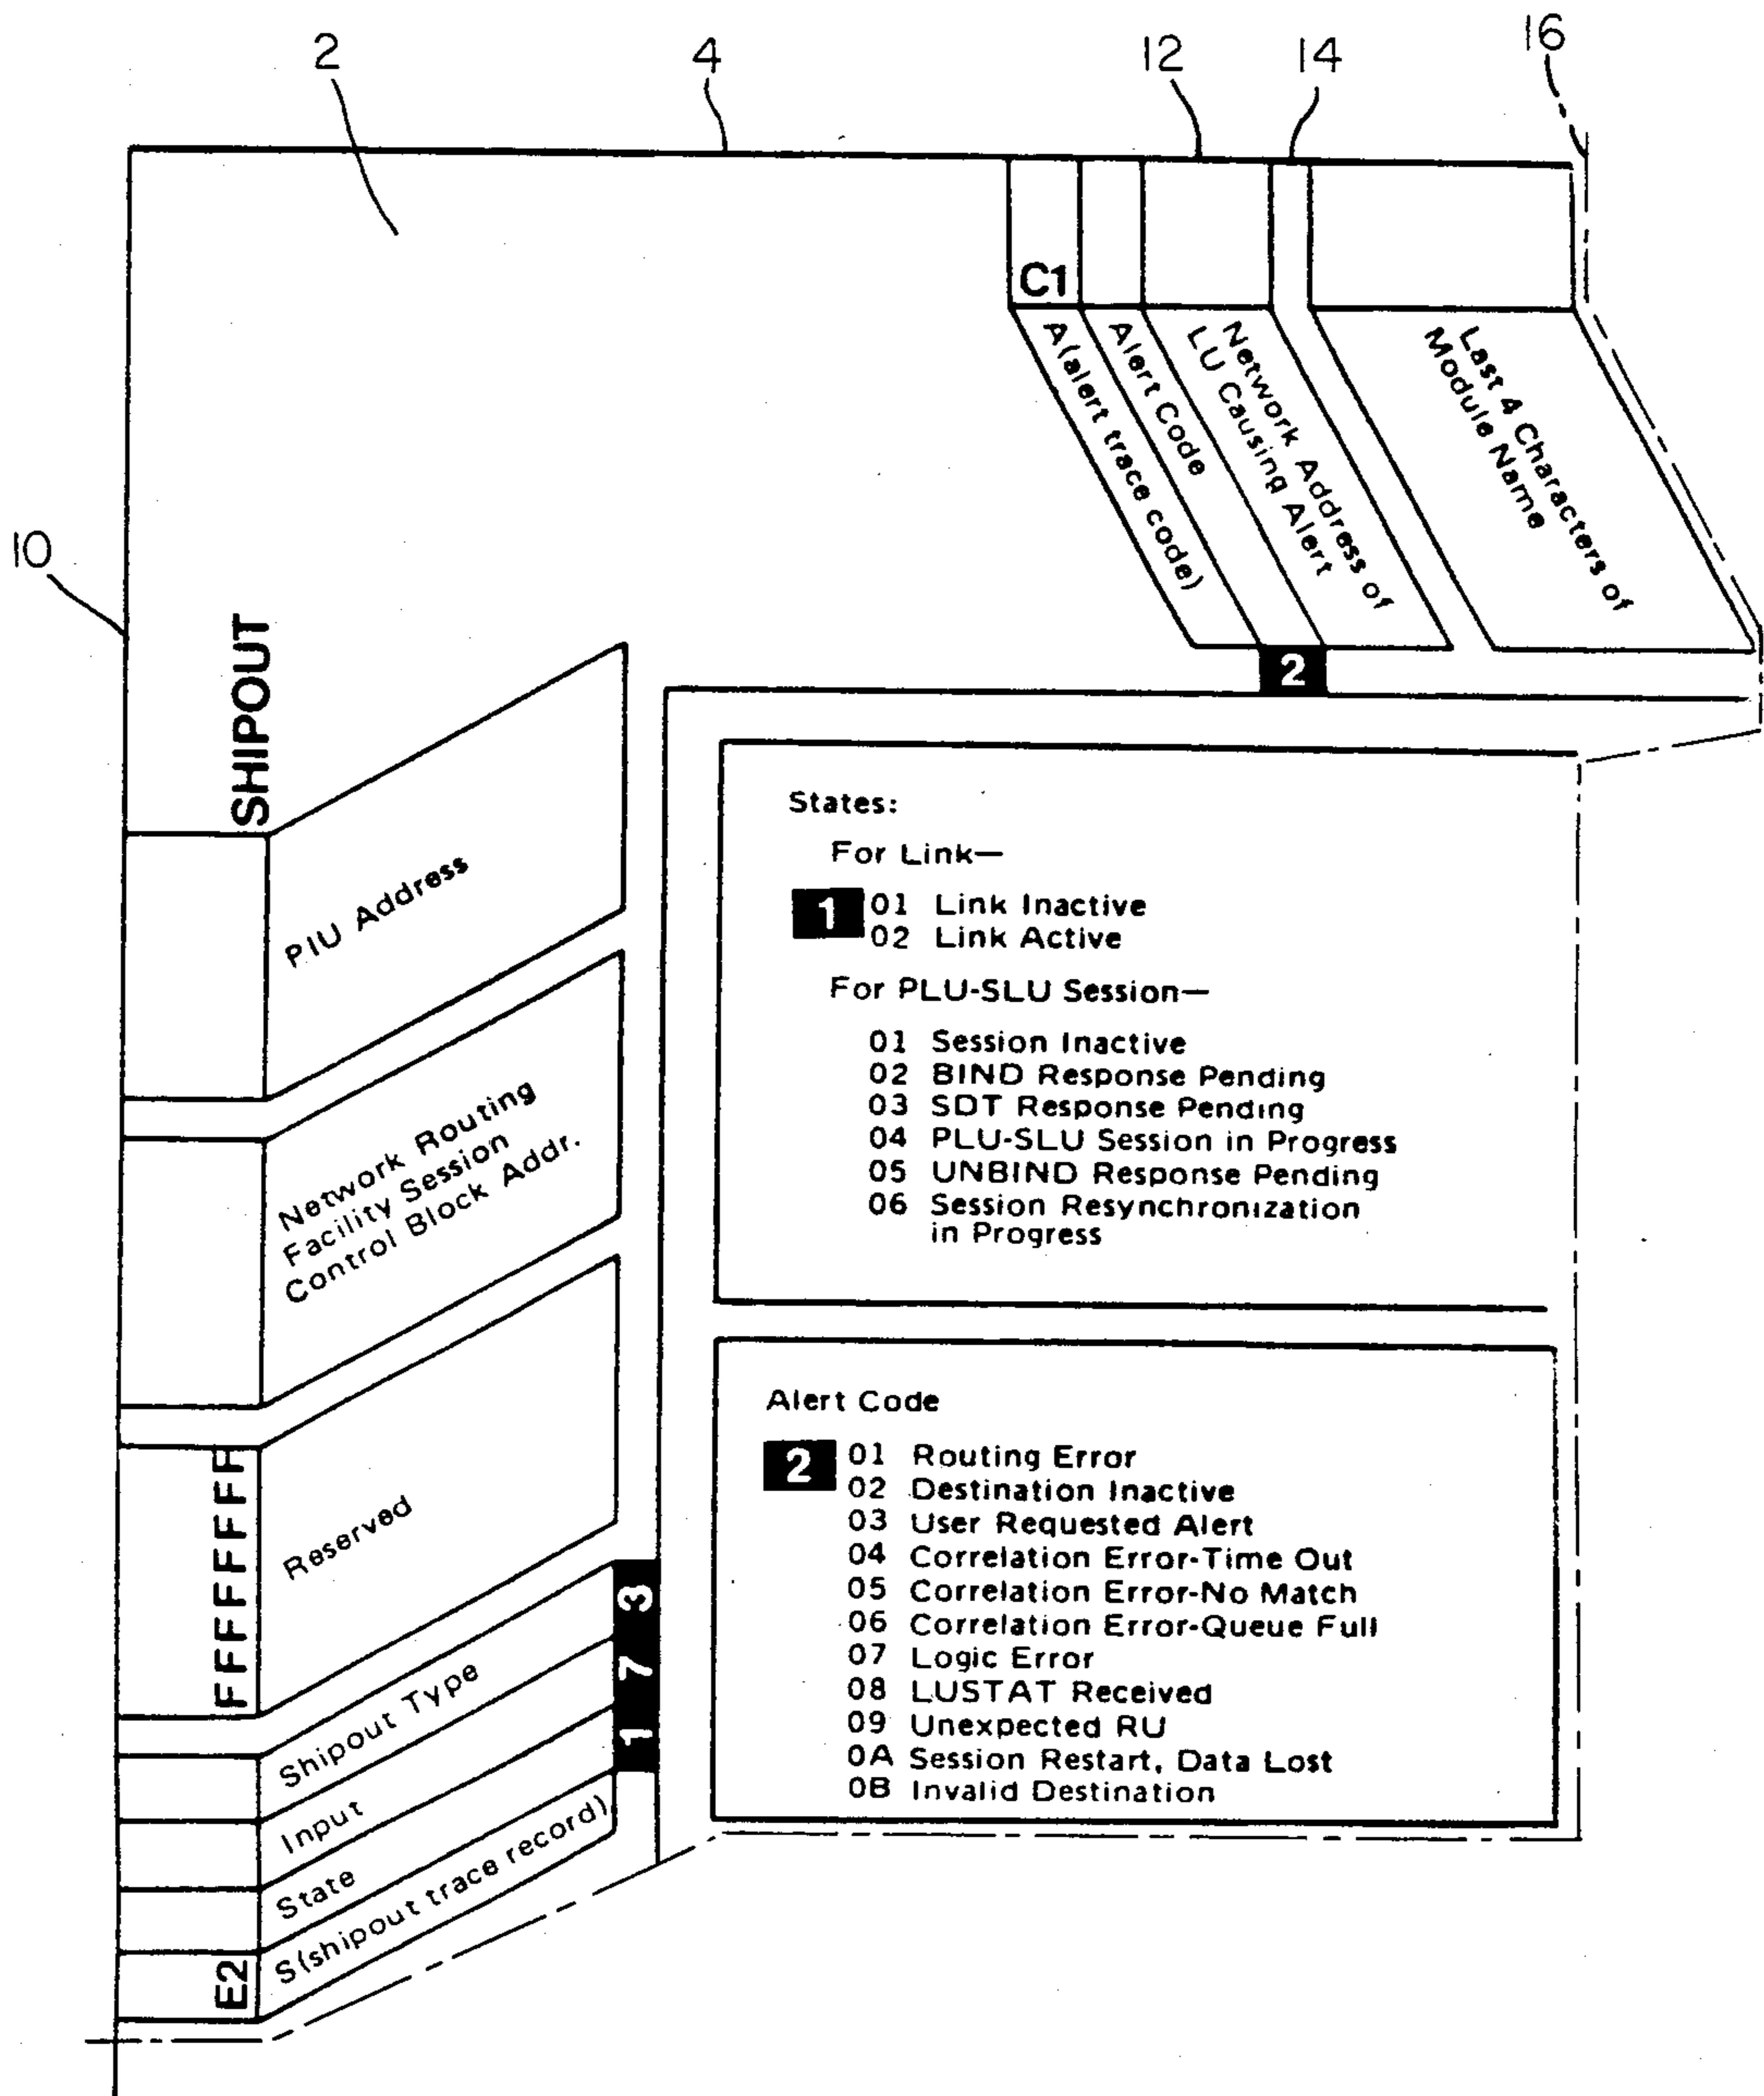 2
4
12
14
16
10
C1
A(alert trace code)
Alert Code
Network Address of
LU Causing Alert
Last 4 Characters of
Module Name
2
SHIPOUT
PIU Address
Network Routing
Facility Session
Control Block Addr.
FFFFFFFF
Reserved
Shipout Type
3
Input
7
State
1
E2
S(shipout trace record)
States:
For Link—
1
01 Link Inactive
02 Link Active
For PLU-SLU Session—
01 Session Inactive
02 BIND Response Pending
03 SDT Response Pending
04 PLU-SLU Session in Progress
05 UNBIND Response Pending
06 Session Resynchronization
in Progress
Alert Code
2
01 Routing Error
02 Destination Inactive
03 User Requested Alert
04 Correlation Error-Time Out
05 Correlation Error-No Match
06 Correlation Error-Queue Full
07 Logic Error
08 LUSTAT Received
09 Unexpected RU
0A Session Restart, Data Lost
0B Invalid Destination